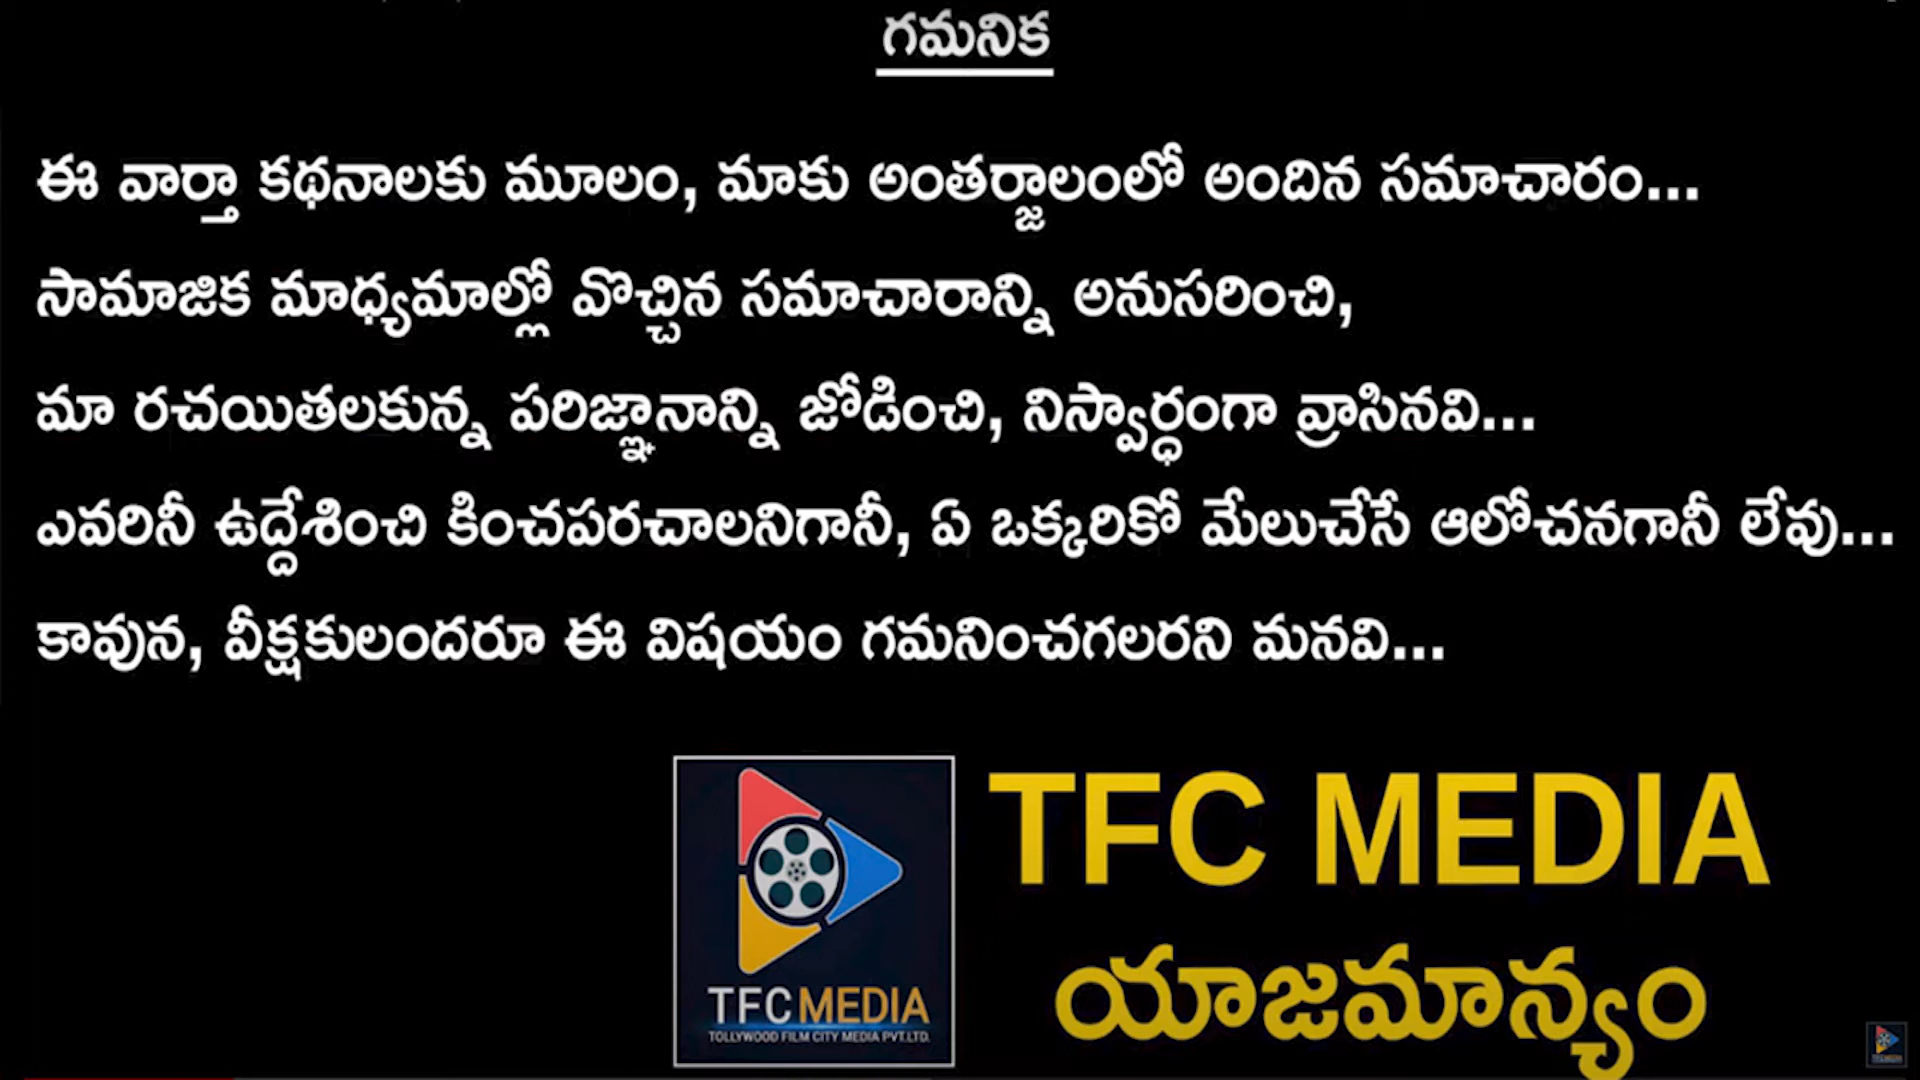 గమనిక
ఈ వార్తా కథనాలకు మూలం, మాకు అంతర్జాలంలో అందిన సమాచారం...
సామాజిక మాధ్యమాల్లో వొచ్చిన సమాచారాన్ని అనుసరించి,
మా రచయితలకున్న పరిజ్ఞానాన్ని జోడించి, నిస్వార్ధంగా వ్రాసినవి...
ఎవరినీ ఉద్దేశించి కించపరచాలనిగానీ, ఏ ఒక్కరికో మేలుచేసే ఆలోచనగానీ లేవు...
కావున, వీక్షకులందరూ ఈ విషయం గమనించగలరని మనవి...
TFC MEDIA
యాజమాన్యం
TFC MEDIA
TOLLYWOOD FILM CITY MEDIA PVT.LTD.